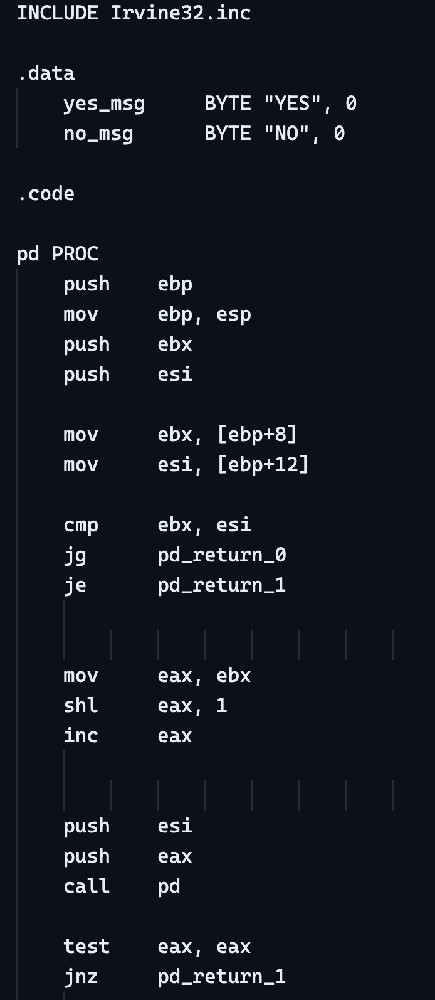 INCLUDE Irvine32.inc
.data
yes_msg BYTE "YES", 0
no_msg BYTE "NO", 0
.code
pd PROC
push ebp
mov ebp, esp
push ebx
push esi
mov ebx, [ebp+8]
mov esi, [ebp+12]
cmp ebx, esi
jg pd_return_0
je pd_return_1
mov eax, ebx
shl eax, 1
inc eax
push esi
push eax
call pd
test eax, eax
jnz pd_return_1